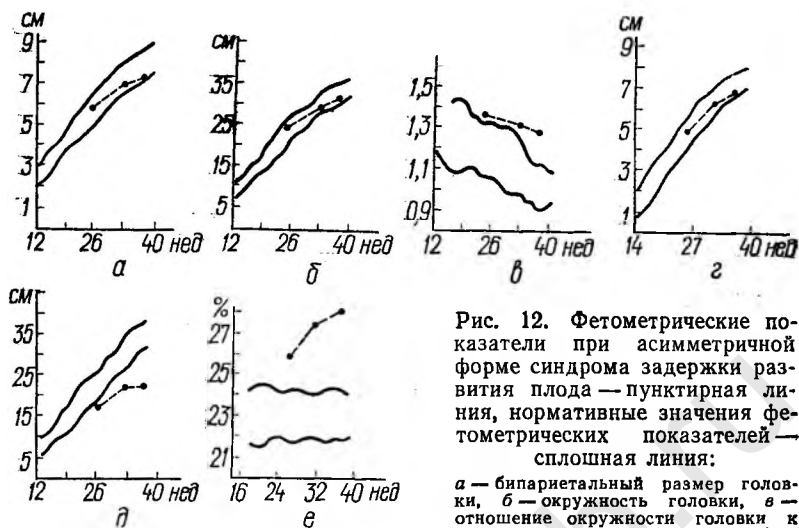 см
9
7
5
3
1
12 26 40 нед
а
см
35
25
15
5
12 26 40 нед
б
1,5
1,3
1,1
0,9
12 26 40 нед
в
см
9
7
5
3
1
14 27 40 нед
г
см
35
25
15
5
12 26 40 нед
д
%
27
25
23
21
16 24 32 40 нед
е
Рис. 12. Фетометрические по-
казатели при асимметричной
форме синдрома задержки раз-
вития плода — пунктирная ли-
ния, нормативные значения фе-
тометрических показателей —
сплошная линия:
а — бипариетальный размер голов-
ки, б — окружность головки, в —
отношение окружности головки к